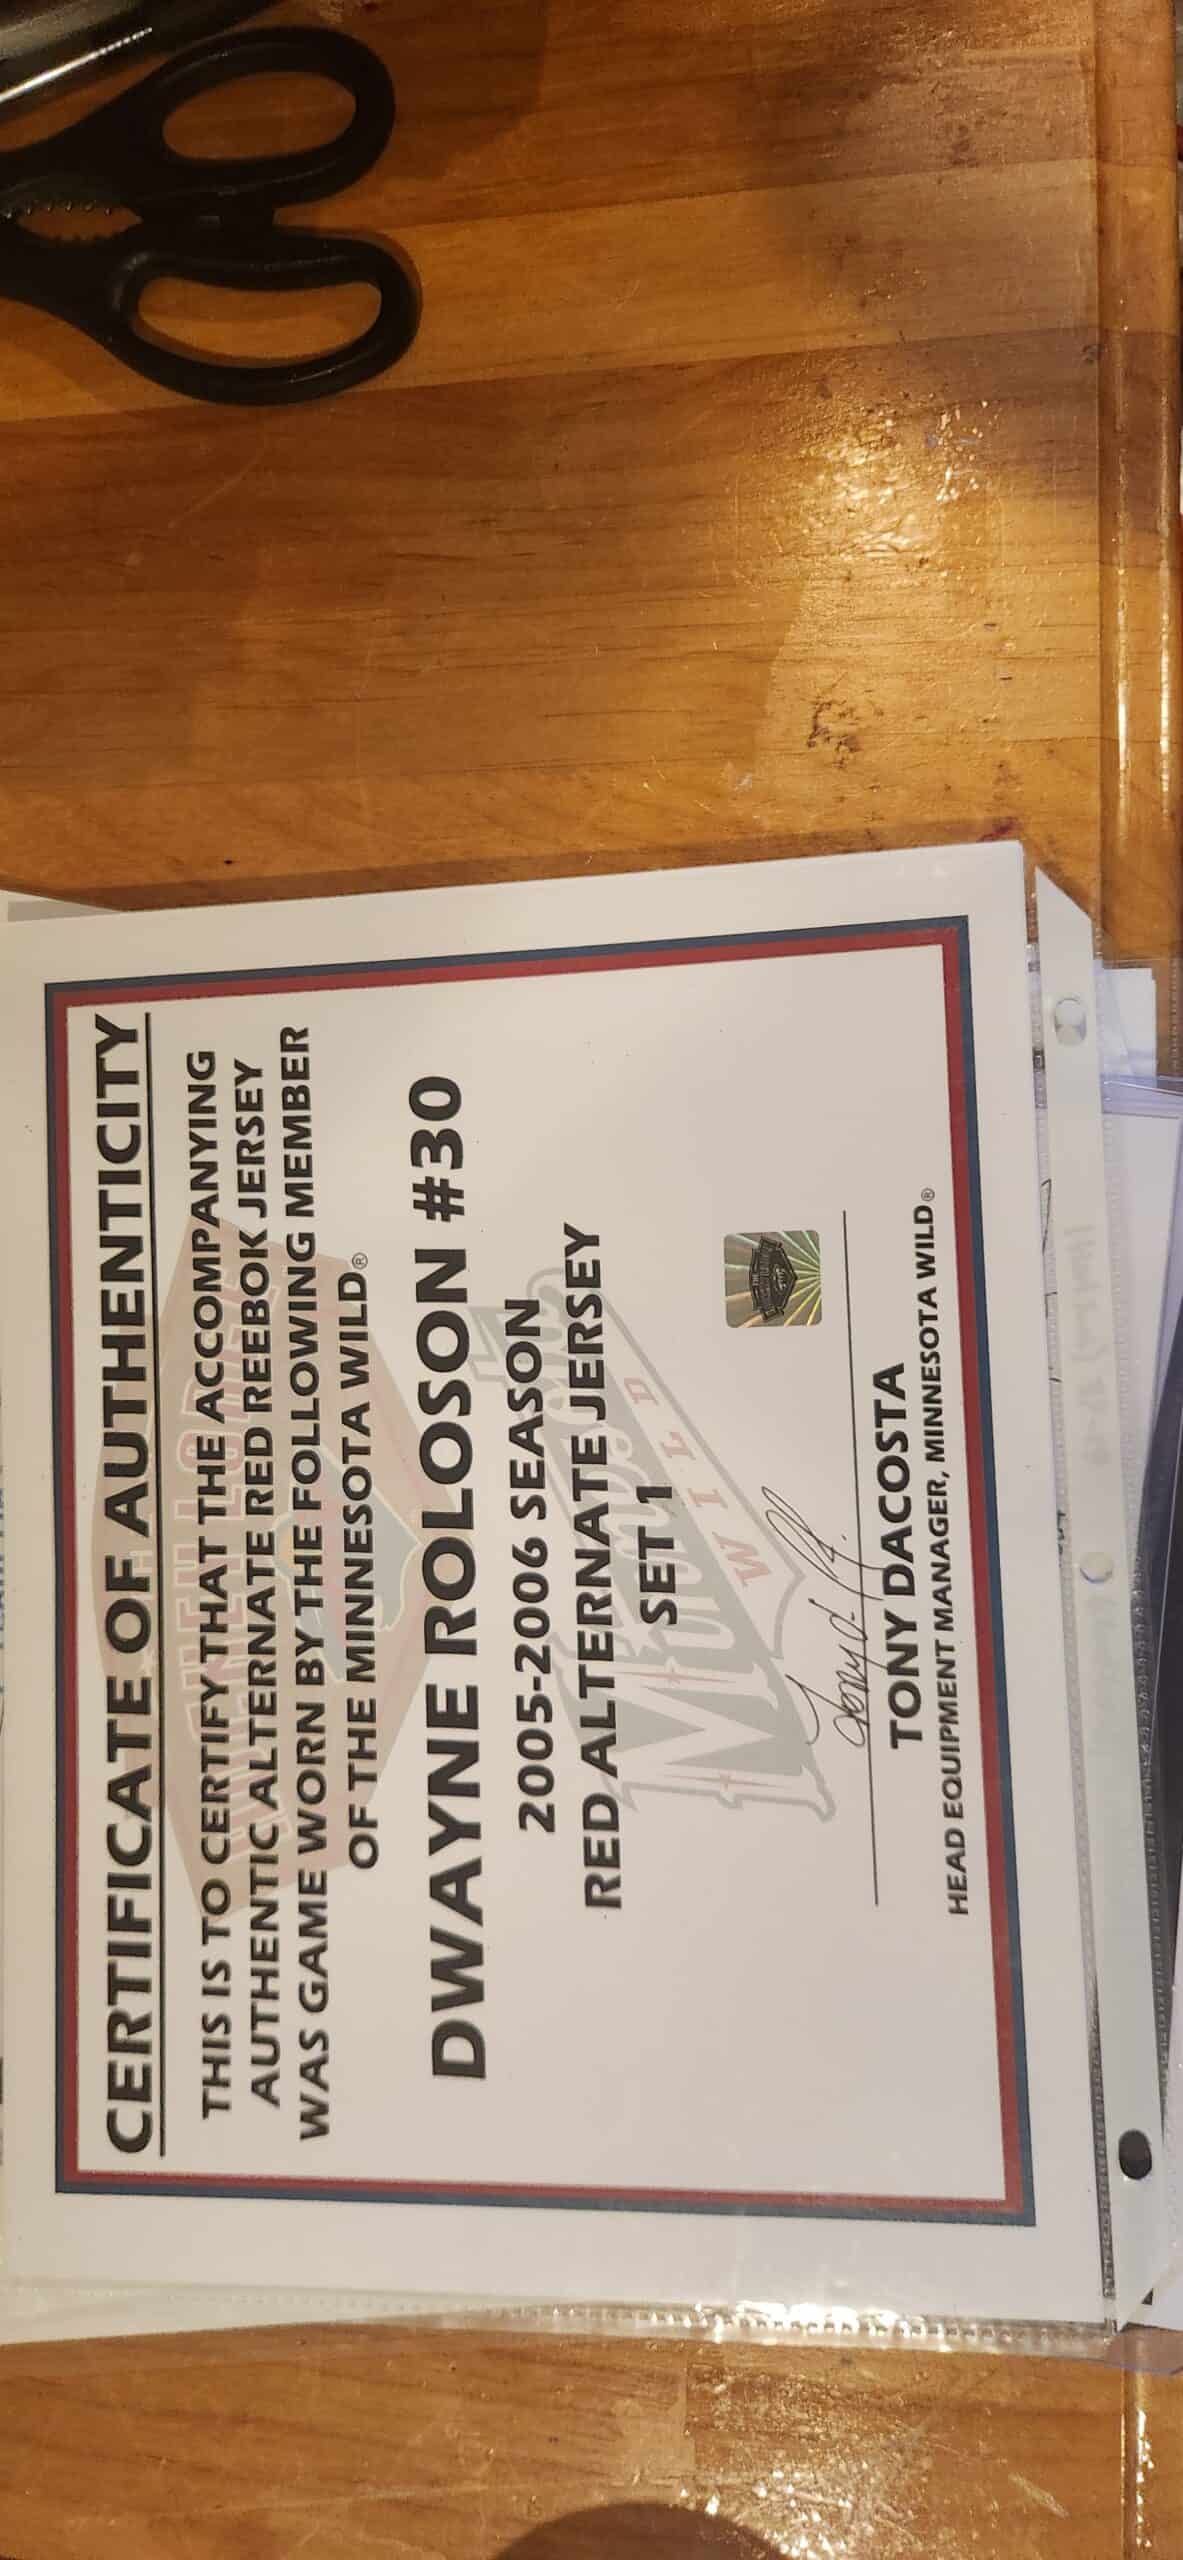 CERTIFICATE OF AUTHENTICITY
THIS IS TO CERTIFY THAT THE ACCOMPANYING
AUTHENTIC ALTERNATE RED REEBOK JERSEY
WAS GAME WORN BY THE FOLLOWING MEMBER
OF THE MINNESOTA WILD®
DWAYNE ROLOSON #30
2005-2006 SEASON
RED ALTERNATE JERSEY
SET 1
Minnesota
WILD
TONY DACOSTA
HEAD EQUIPMENT MANAGER, MINNESOTA WILD®